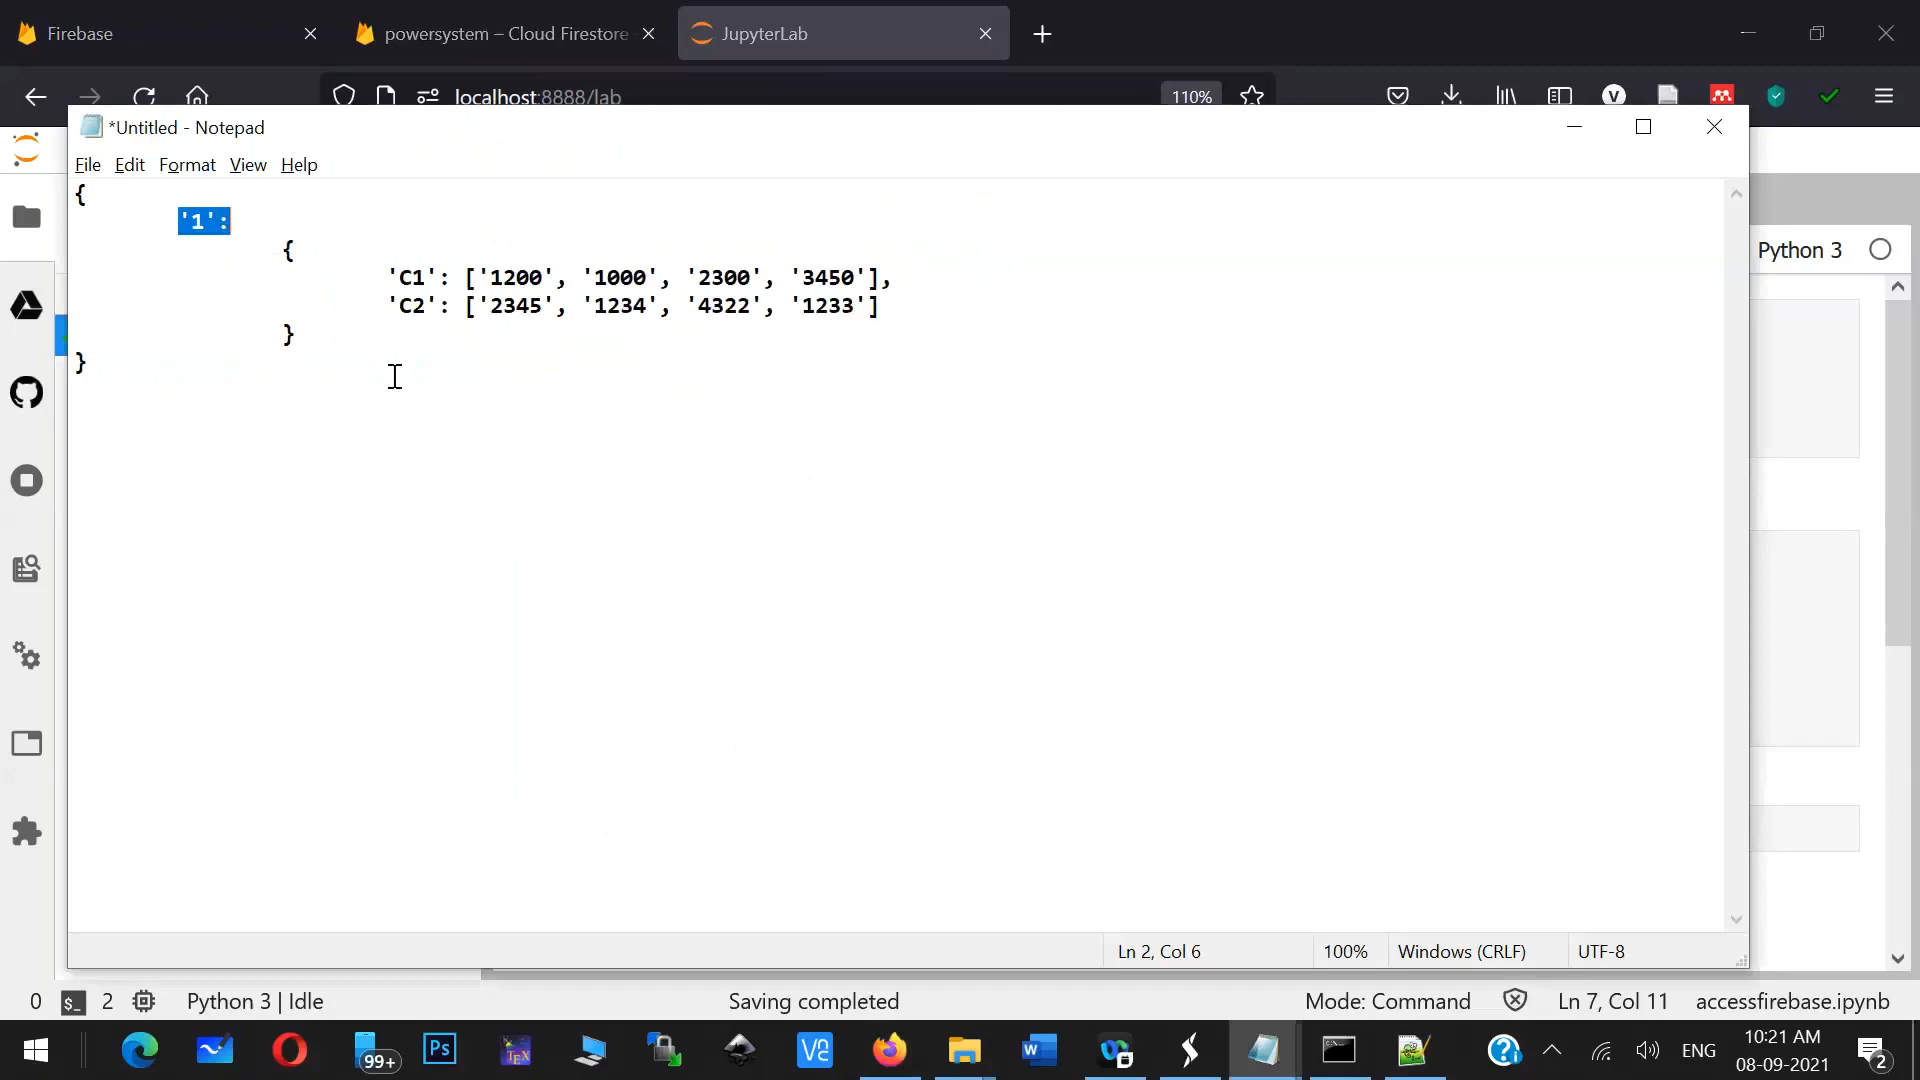 Firebase
powersystem – Cloud Firestore
JupyterLab
localhost:8888/lab
110%
*Untitled - Notepad
File Edit Format View Help
{
'1':
{
'C1': ['1200', '1000', '2300', '3450'],
'C2': ['2345', '1234', '4322', '1233']
}
}
Python 3
Ln 2, Col 6
100%
Windows (CRLF)
UTF-8
0
2
Python 3 | Idle
Saving completed
Mode: Command
Ln 7, Col 11
accessfirebase.ipynb
99+
Ps
TEX
ENG
10:21 AM
08-09-2021
2